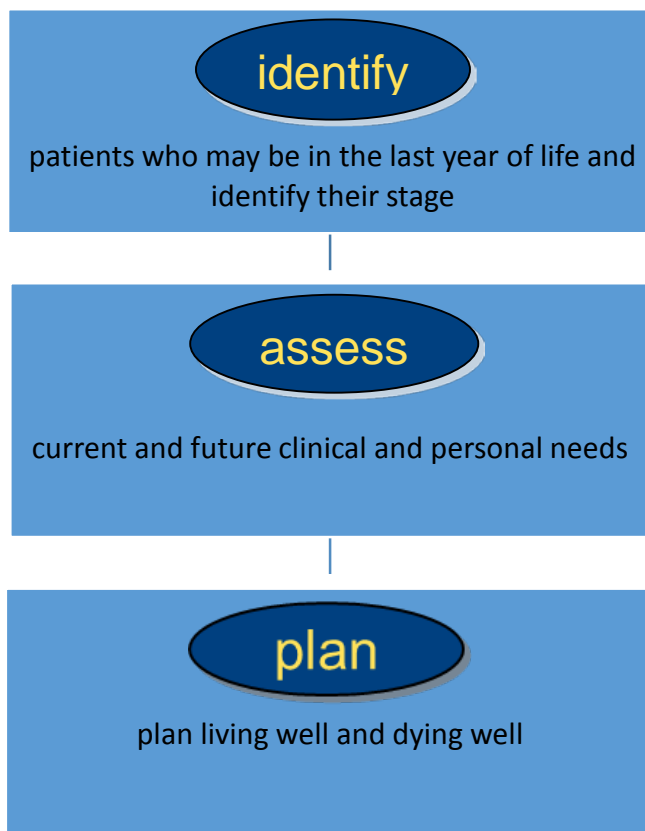 identify
patients who may be in the last year of life and
identify their stage
assess
current and future clinical and personal needs
plan
plan living well and dying well